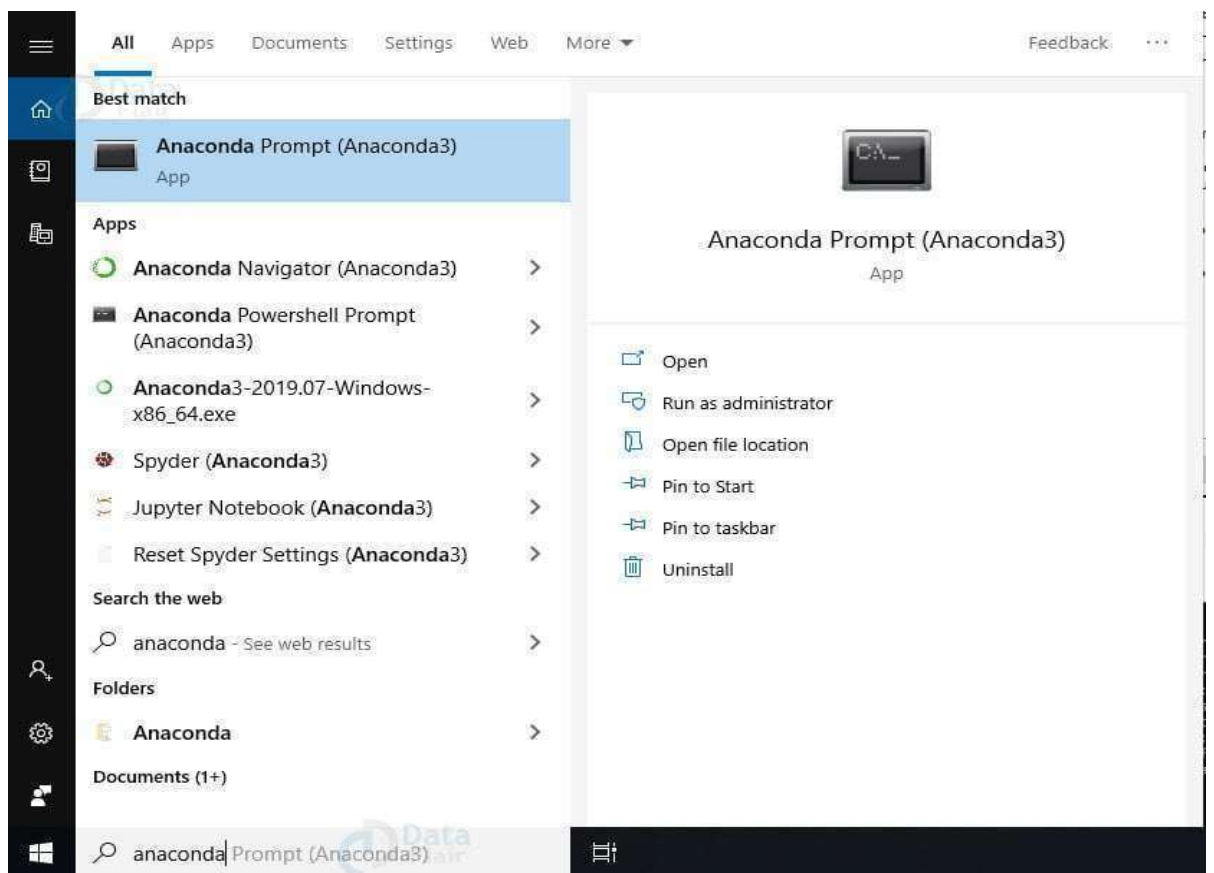 All Apps Documents Settings Web More Feedback ...
Best match
Anaconda Prompt (Anaconda3)
App
Apps
Anaconda Navigator (Anaconda3)
Anaconda Powershell Prompt
(Anaconda3)
Anaconda3-2019.07-Windows-
x86_64.exe
Spyder (Anaconda3)
Jupyter Notebook (Anaconda3)
Reset Spyder Settings (Anaconda3)
Search the web
anaconda - See web results
Folders
Anaconda
Documents (1+)
anaconda Prompt (Anaconda3)
C:\_
Anaconda Prompt (Anaconda3)
App
Open
Run as administrator
Open file location
Pin to Start
Pin to taskbar
Uninstall
Data
Flair